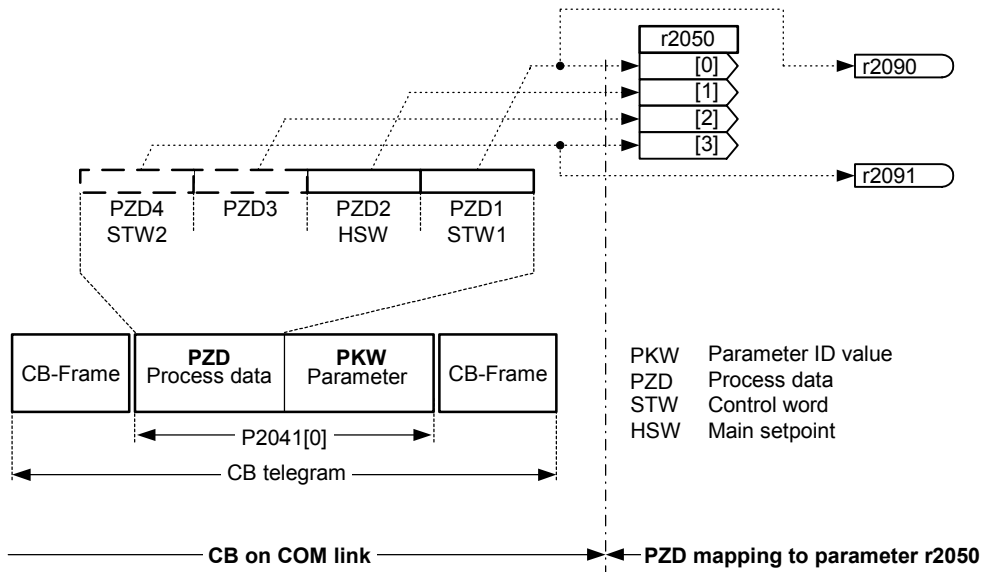 r2050
[0]
[1]
[2]
[3]
r2090
r2091
PZD4 PZD3 PZD2 PZD1
STW2 HSW STW1
CB-Frame
PZD
Process data
PKW
Parameter
CB-Frame
P2041[0]
CB telegram
PKW Parameter ID value
PZD Process data
STW Control word
HSW Main setpoint
CB on COM link
PZD mapping to parameter r2050